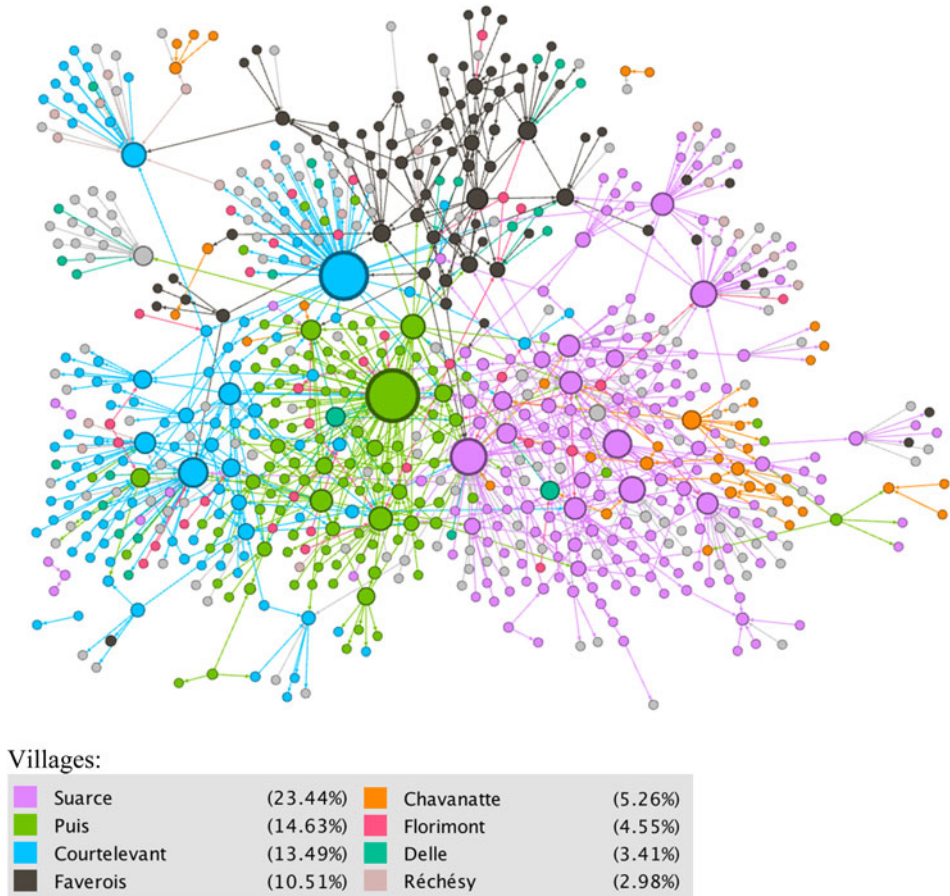 Villages:
Suarce (23.44%) Chavanatte (5.26%)
Puis (14.63%) Florimont (4.55%)
Courtelevant (13.49%) Delle (3.41%)
Faverois (10.51%) Réchésy (2.98%)